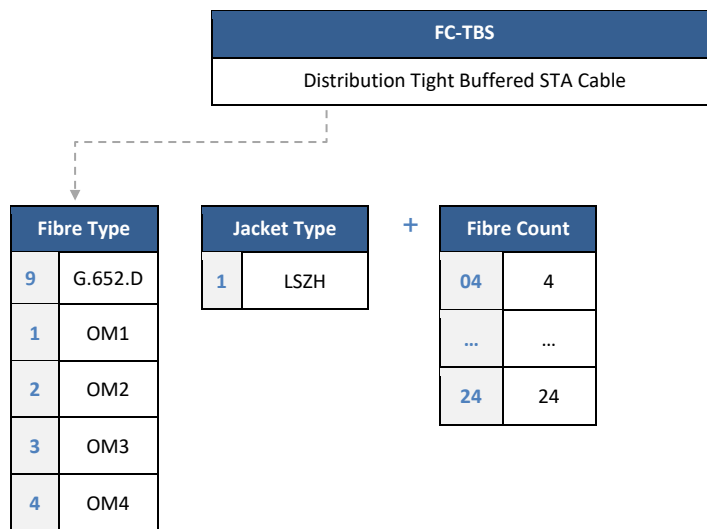 FC-TBS
Distribution Tight Buffered STA Cable
Fibre Type
9 G.652.D
1 OM1
2 OM2
3 OM3
4 OM4
Jacket Type
1 LSZH
+
Fibre Count
04 4
... ...
24 24